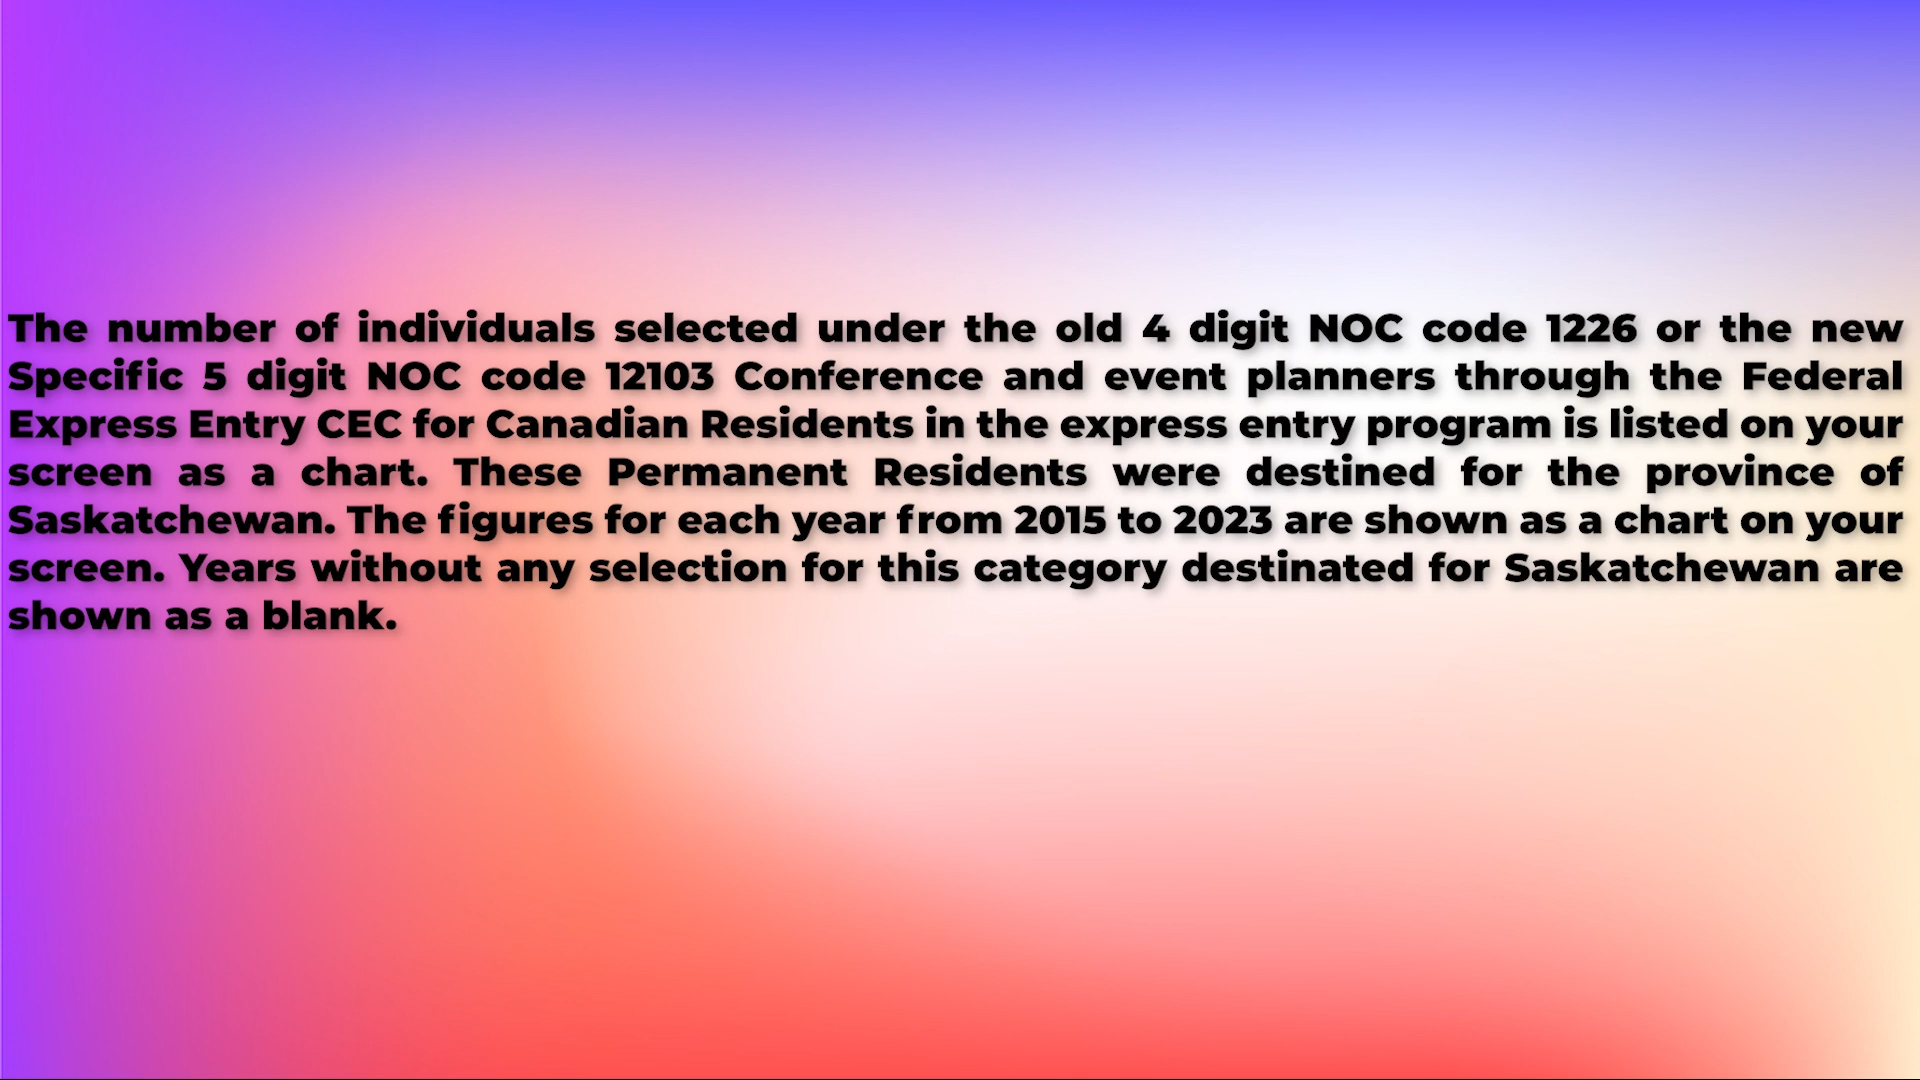 The number of individuals selected under the old 4 digit NOC code 1226 or the new
Specific 5 digit NOC code 12103 Conference and event planners through the Federal
Express Entry CEC for Canadian Residents in the express entry program is listed on your
screen as a chart. These Permanent Residents were destined for the province of
Saskatchewan. The figures for each year from 2015 to 2023 are shown as a chart on your
screen. Years without any selection for this category destinated for Saskatchewan are
shown as a blank.